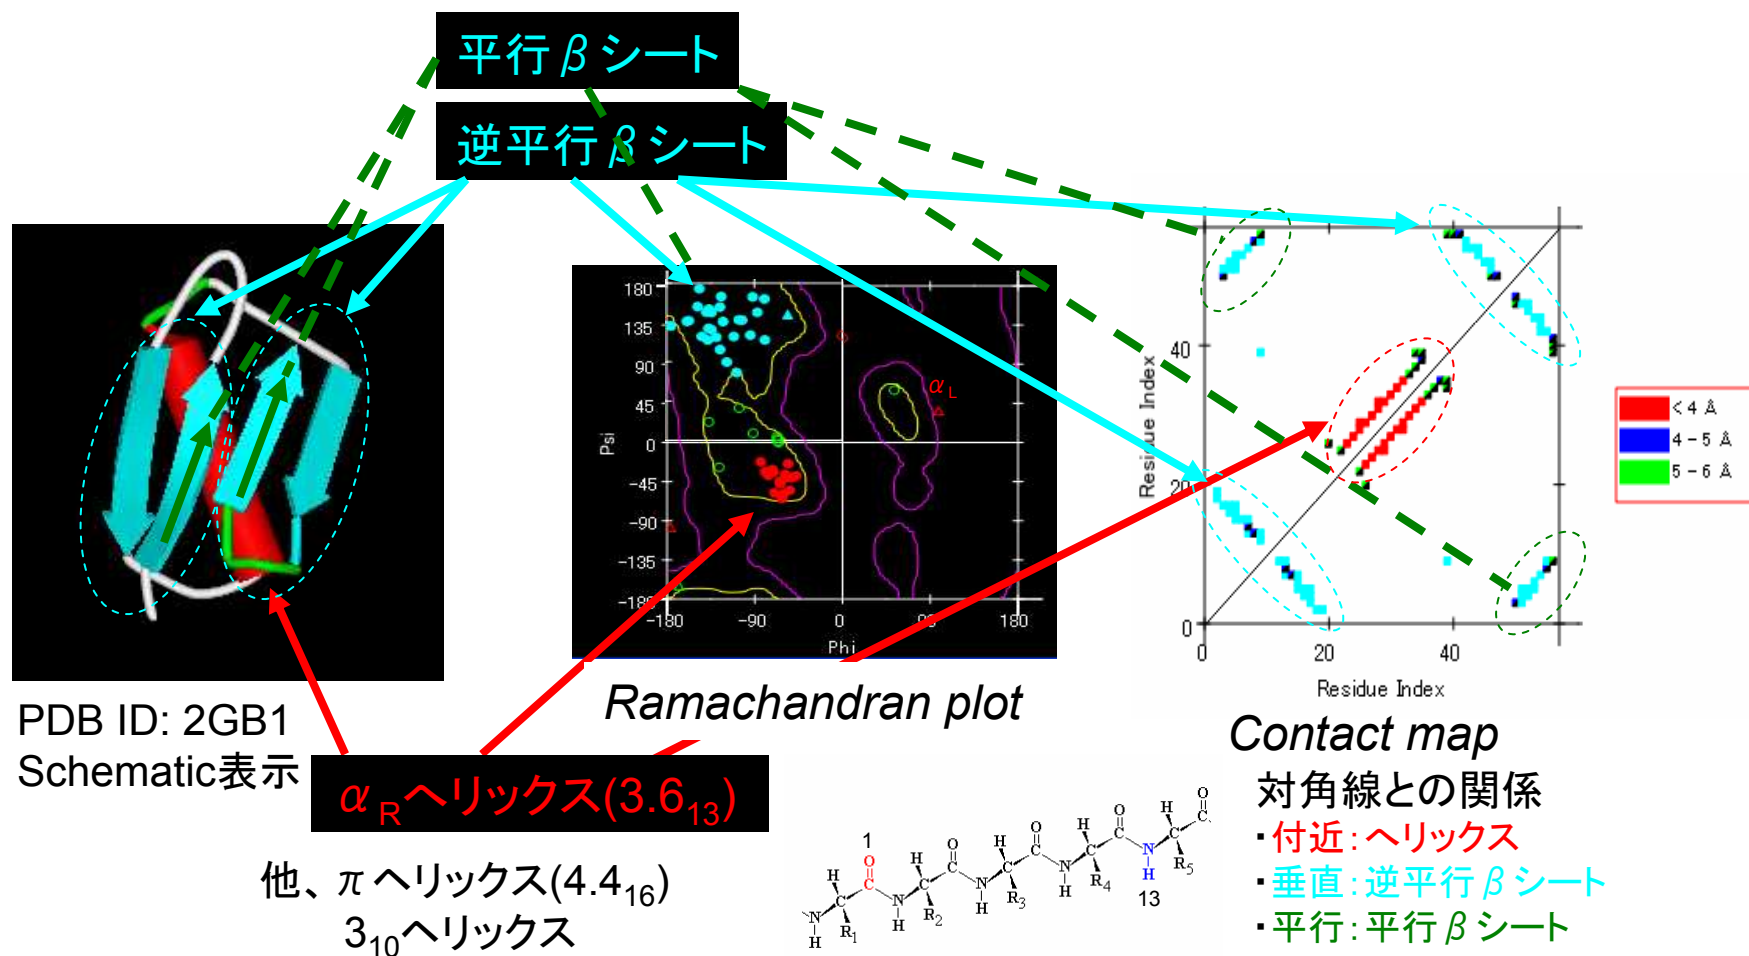 平行βシート
逆平行βシート
PDB ID: 2GB1
Schematic表示
180
135
90
45
0
-45
-90
-135
-180
Psi
-180
-90
0
90
180
Phi
α L
Ramachandran plot
Residue Index
40
20
0
0
20
40
Residue Index
<4 Å
4-5 Å
5-6 Å
Contact map
対角線との関係
・付近：ヘリックス
・垂直：逆平行βシート
・平行：平行βシート
αRヘリックス(3.6₁₃)
他、πヘリックス(4.4₁₆)
3₁₀ヘリックス
1
O
O
O
O
O
C
C
C
C
C
H
H
H
H
H
N
N
N
N
N
C
C
C
C
C
H
H
H
H
H
R₁
R₂
R₃
R₄
R₅
13